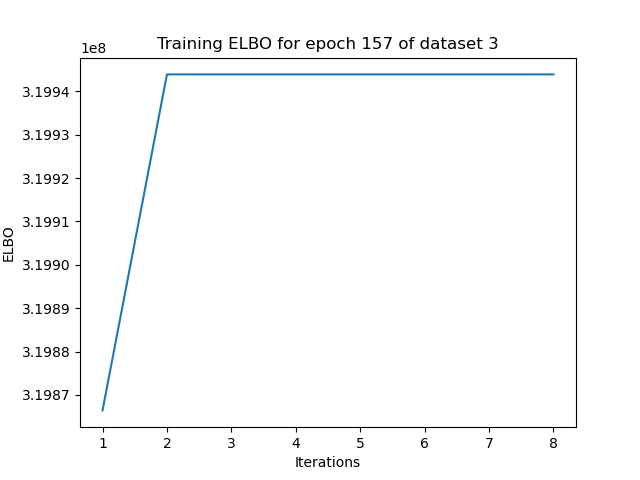 Training ELBO for epoch 157 of dataset 3
1e8
3.1994
3.1993
3.1992
3.1991
3.1990
3.1989
3.1988
3.1987
ELBO
1 2 3 4 5 6 7 8
Iterations